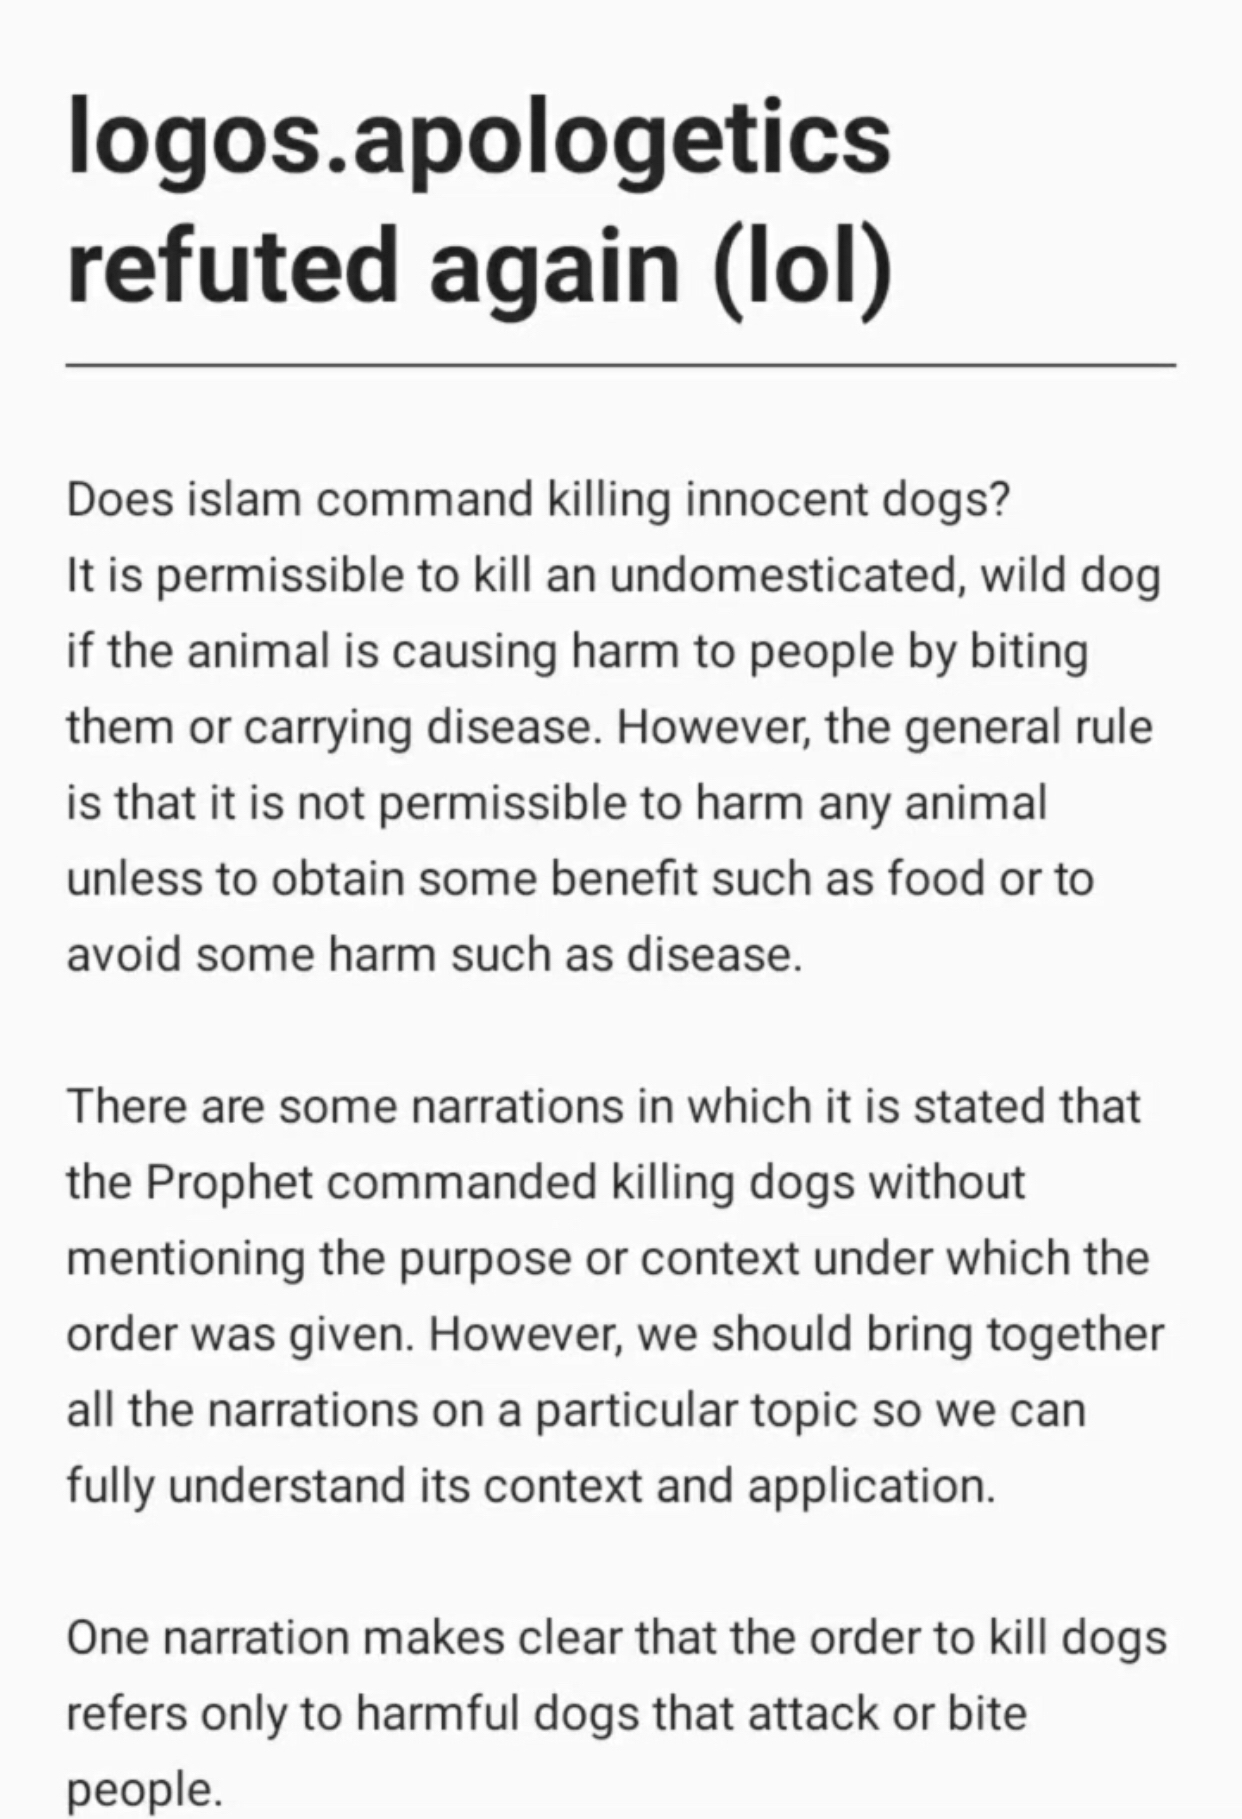 logos.apologetics
refuted again (lol)
Does islam command killing innocent dogs?
It is permissible to kill an undomesticated, wild dog
if the animal is causing harm to people by biting
them or carrying disease. However, the general rule
is that it is not permissible to harm any animal
unless to obtain some benefit such as food or to
avoid some harm such as disease.
There are some narrations in which it is stated that
the Prophet commanded killing dogs without
mentioning the purpose or context under which the
order was given. However, we should bring together
all the narrations on a particular topic so we can
fully understand its context and application.
One narration makes clear that the order to kill dogs
refers only to harmful dogs that attack or bite
people.